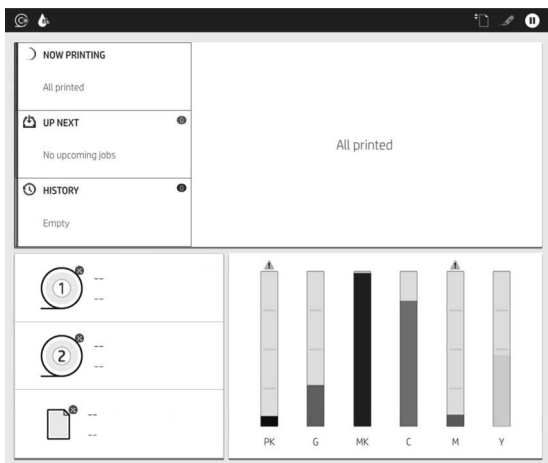 NOW PRINTING
All printed
UP NEXT
0
No upcoming jobs
HISTORY
0
Empty
All printed
1
--
--
2
--
--
--
--
PK G MK C M Y